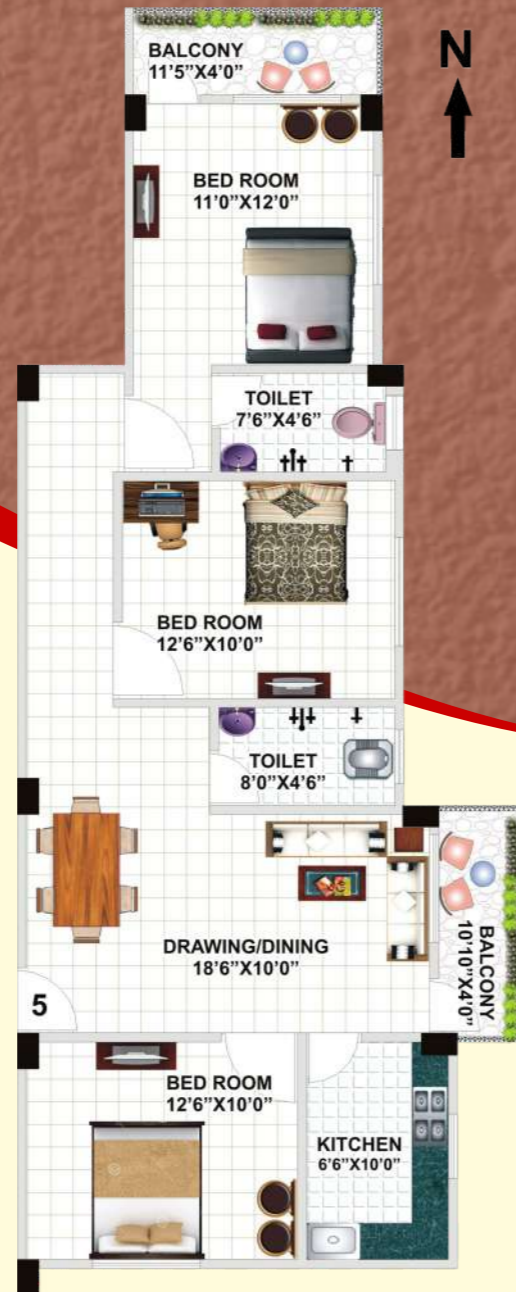 BALCONY
11'5"X4'0"
N
BED ROOM
11'0"X12'0"
TOILET
7'6"X4'6"
BED ROOM
12'6"X10'0"
TOILET
8'0"X4'6"
DRAWING/DINING
18'6"X10'0"
BALCONY
10'10"X4'0"
5
BED ROOM
12'6"X10'0"
KITCHEN
6'6"X10'0"